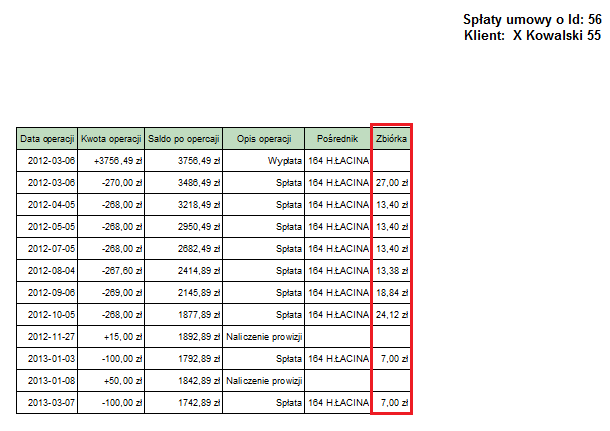 Spłaty umowy o Id: 56
Klient: X Kowalski 55
Data operacji Kwota operacji Saldo po opercaji Opis operacji Pośrednik Zbiórka
2012-03-06 +3756,49 zł 3756,49 zł Wypłata 164 H.ŁACINA
2012-03-06 -270,00 zł 3486,49 zł Spłata 164 H.ŁACINA 27,00 zł
2012-04-05 -268,00 zł 3218,49 zł Spłata 164 H.ŁACINA 13,40 zł
2012-05-05 -268,00 zł 2950,49 zł Spłata 164 H.ŁACINA 13,40 zł
2012-07-05 -268,00 zł 2682,49 zł Spłata 164 H.ŁACINA 13,40 zł
2012-08-04 -267,60 zł 2414,89 zł Spłata 164 H.ŁACINA 13,38 zł
2012-09-06 -269,00 zł 2145,89 zł Spłata 164 H.ŁACINA 18,84 zł
2012-10-05 -268,00 zł 1877,89 zł Spłata 164 H.ŁACINA 24,12 zł
2012-11-27 +15,00 zł 1892,89 zł Naliczenie prowizji
2013-01-03 -100,00 zł 1792,89 zł Spłata 164 H.ŁACINA 7,00 zł
2013-01-08 +50,00 zł 1842,89 zł Naliczenie prowizji
2013-03-07 -100,00 zł 1742,89 zł Spłata 164 H.ŁACINA 7,00 zł